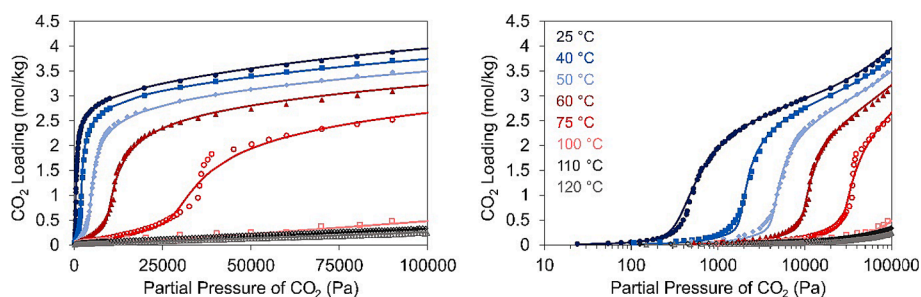 4.5
4
3.5
3
2.5
2
1.5
1
0.5
0
CO2 Loading (mol/kg)
0 25000 50000 75000 100000
Partial Pressure of CO2 (Pa)
4.5
4
3.5
3
2.5
2
1.5
1
0.5
0
CO2 Loading (mol/kg)
25 °C
40 °C
50 °C
60 °C
75 °C
100 °C
110 °C
120 °C
10 100 1000 10000 100000
Partial Pressure of CO2 (Pa)